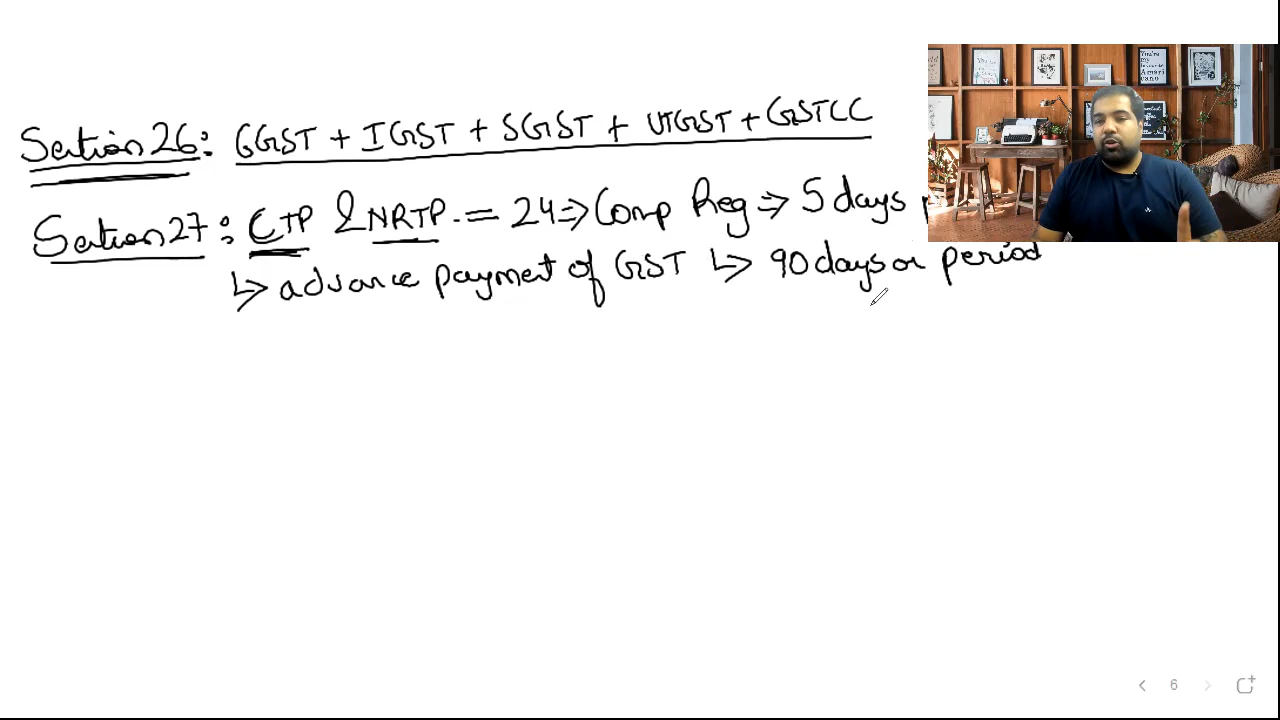 Section 26: CGST + IGST + SGST + UTGST + GSTCC
Section 27: CTP & NRTP. = 24 ⇒ Comp Reg ⇒ 5 days
↳ advance payment of GST ↳ 90 days or period
6